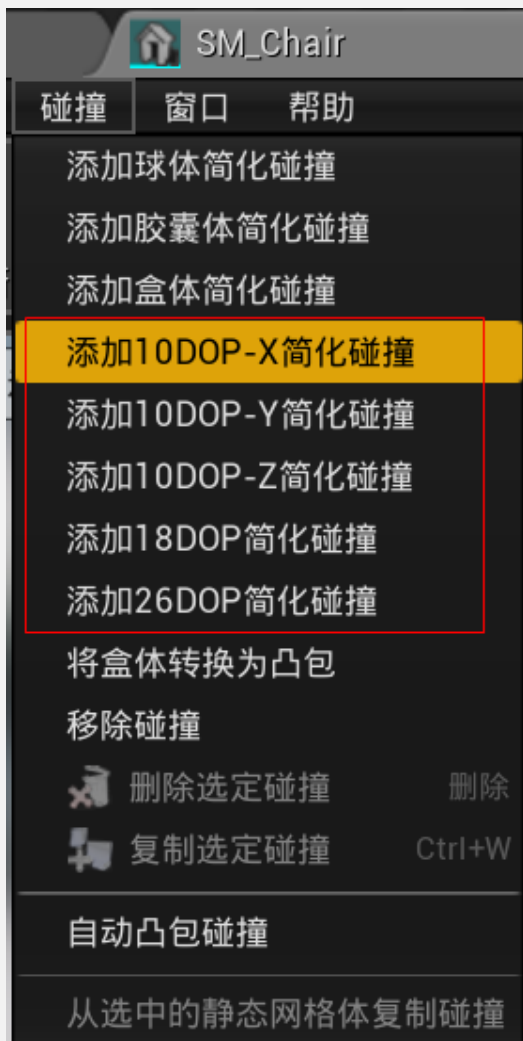 SM_Chair
碰撞 窗口 帮助
添加球体简化碰撞
添加胶囊体简化碰撞
添加盒体简化碰撞
添加10DOP-X简化碰撞
添加10DOP-Y简化碰撞
添加10DOP-Z简化碰撞
添加18DOP简化碰撞
添加26DOP简化碰撞
将盒体转换为凸包
移除碰撞
删除选定碰撞 删除
复制选定碰撞 Ctrl+W
自动凸包碰撞
从选中的静态网格体复制碰撞